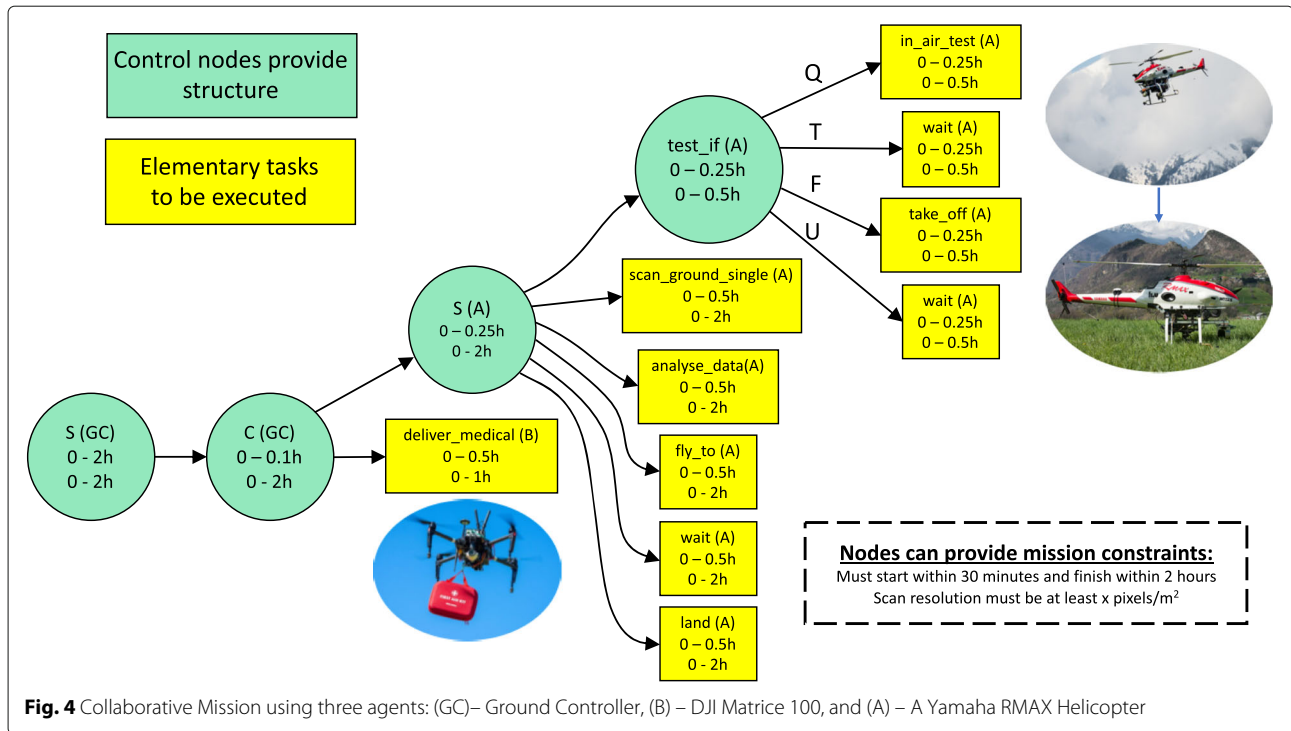 Control nodes provide
structure
Elementary tasks
to be executed
in_air_test (A)
0 – 0.25h
0 – 0.5h
Q
test_if (A)
0 – 0.25h
0 – 0.5h
T
wait (A)
0 – 0.25h
0 – 0.5h
F
take_off (A)
0 – 0.25h
0 – 0.5h
U
wait (A)
0 – 0.25h
0 – 0.5h
S (A)
0 – 0.25h
0 - 2h
scan_ground_single (A)
0 – 0.5h
0 - 2h
analyse_data(A)
0 – 0.5h
0 - 2h
S (GC)
0 - 2h
0 - 2h
C (GC)
0 – 0.1h
0 - 2h
deliver_medical (B)
0 – 0.5h
0 - 1h
fly_to (A)
0 – 0.5h
0 - 2h
wait (A)
0 – 0.5h
0 - 2h
land (A)
0 – 0.5h
0 - 2h
Nodes can provide mission constraints:
Must start within 30 minutes and finish within 2 hours
Scan resolution must be at least x pixels/m²
Fig. 4 Collaborative Mission using three agents: (GC)– Ground Controller, (B) – DJI Matrice 100, and (A) – A Yamaha RMAX Helicopter